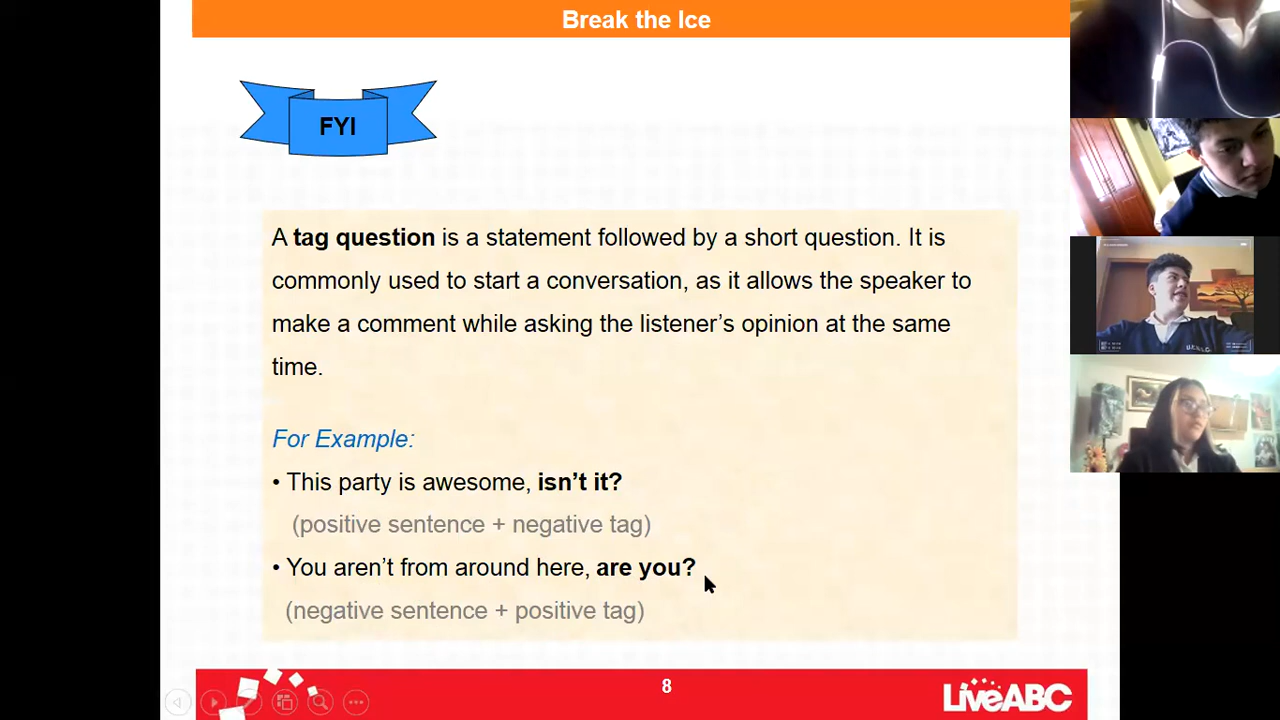 Break the Ice
FYI
A tag question is a statement followed by a short question. It is
commonly used to start a conversation, as it allows the speaker to
make a comment while asking the listener's opinion at the same
time.
For Example:
• This party is awesome, isn't it?
(positive sentence + negative tag)
• You aren't from around here, are you?
(negative sentence + positive tag)
8
LiveABC